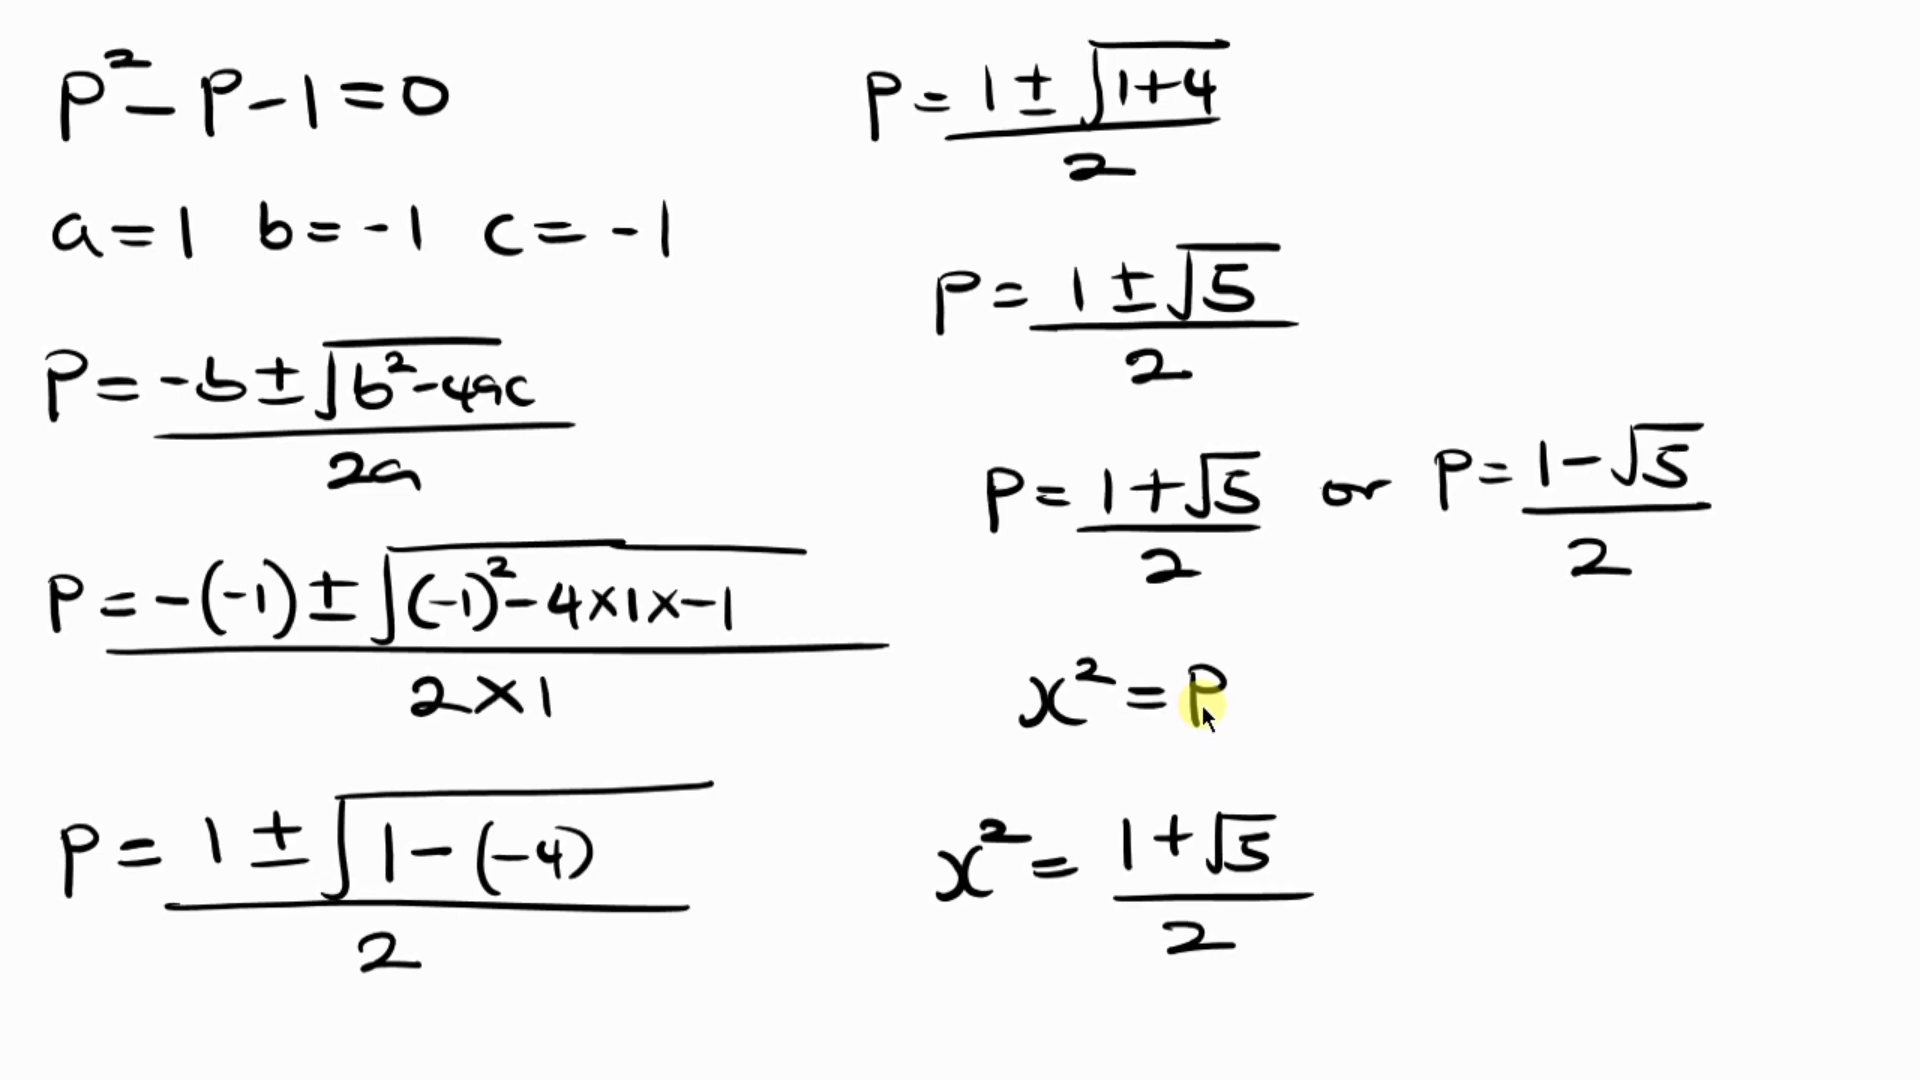 p² - p - 1 = 0
a = 1 b = -1 c = -1
p = (-b ± √(b² - 4ac)) / 2a
p = (-(-1) ± √((-1)² - 4×1×-1)) / (2×1)
p = (1 ± √(1 - (-4))) / 2
p = (1 ± √(1+4)) / 2
p = (1 ± √5) / 2
p = (1 + √5) / 2 or p = (1 - √5) / 2
x² = p
x² = (1 + √5) / 2